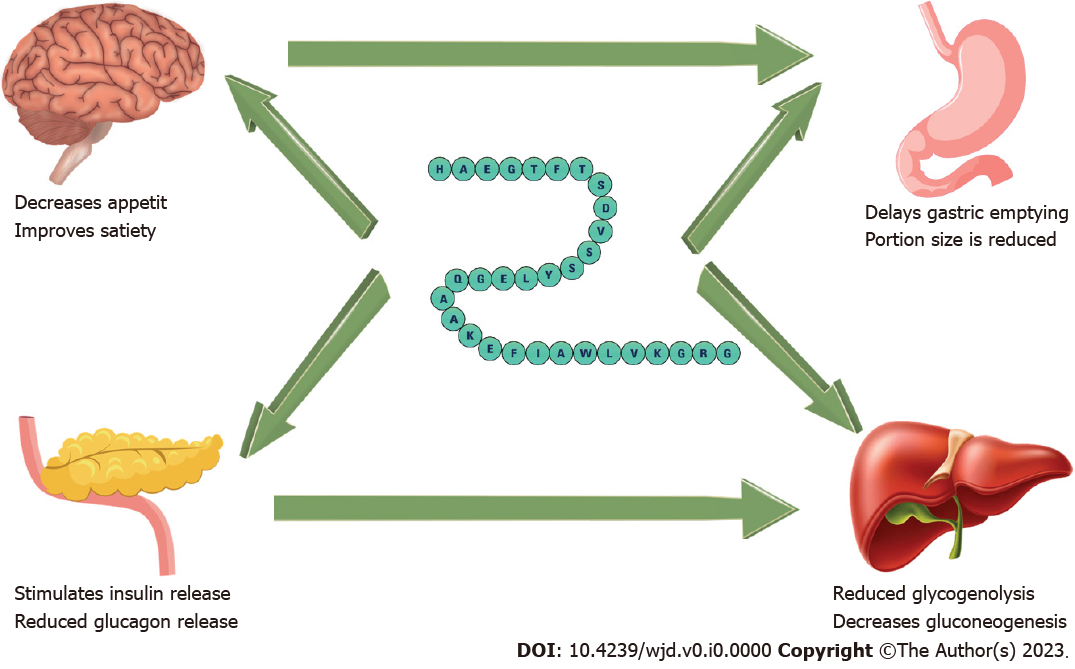 H A E G T F T
S
D
V
S
Q G E L Y S
A
A
K
E F I A W L V K G R G
Decreases appetit
Improves satiety
Delays gastric emptying
Portion size is reduced
Stimulates insulin release
Reduced glucagon release
Reduced glycogenolysis
Decreases gluconeogenesis
DOI: 10.4239/wjd.v0.i0.0000 Copyright ©The Author(s) 2023.